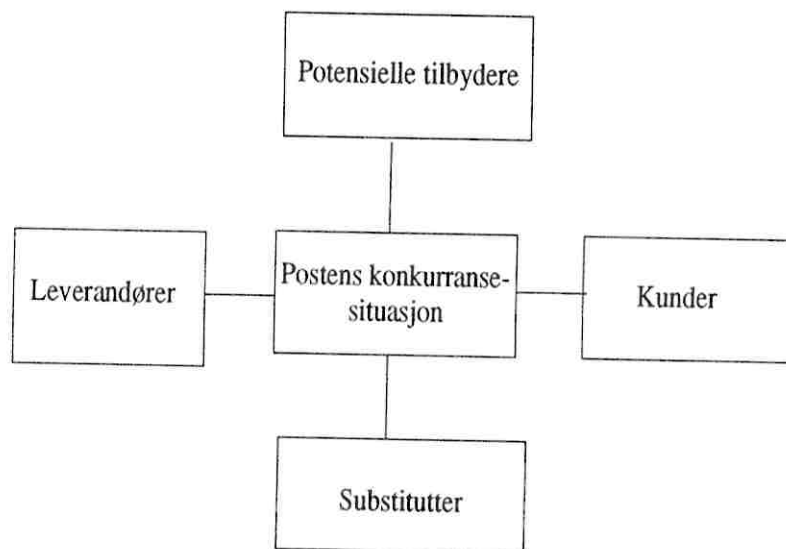 Potensielle tilbydere
Leverandører
Postens konkurranse-
situasjon
Kunder
Substitutter